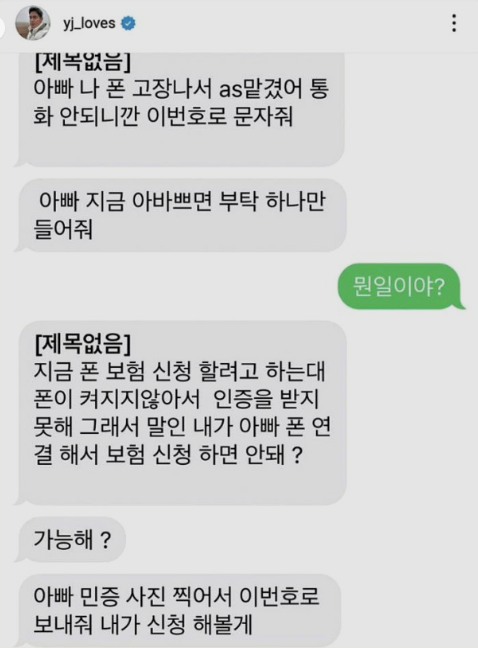 yj_loves
[제목없음]
아빠 나 폰 고장나서 as맡겼어 통
화 안되니깐 이번호로 문자줘
아빠 지금 아바쁘면 부탁 하나만
들어줘
뭔일이야?
[제목없음]
지금 폰 보험 신청 할려고 하는대
폰이 켜지지않아서 인증을 받지
못해 그래서 말인 내가 아빠 폰 연
결 해서 보험 신청 하면 안돼 ?
가능해 ?
아빠 민증 사진 찍어서 이번호로
보내줘 내가 신청 해볼게